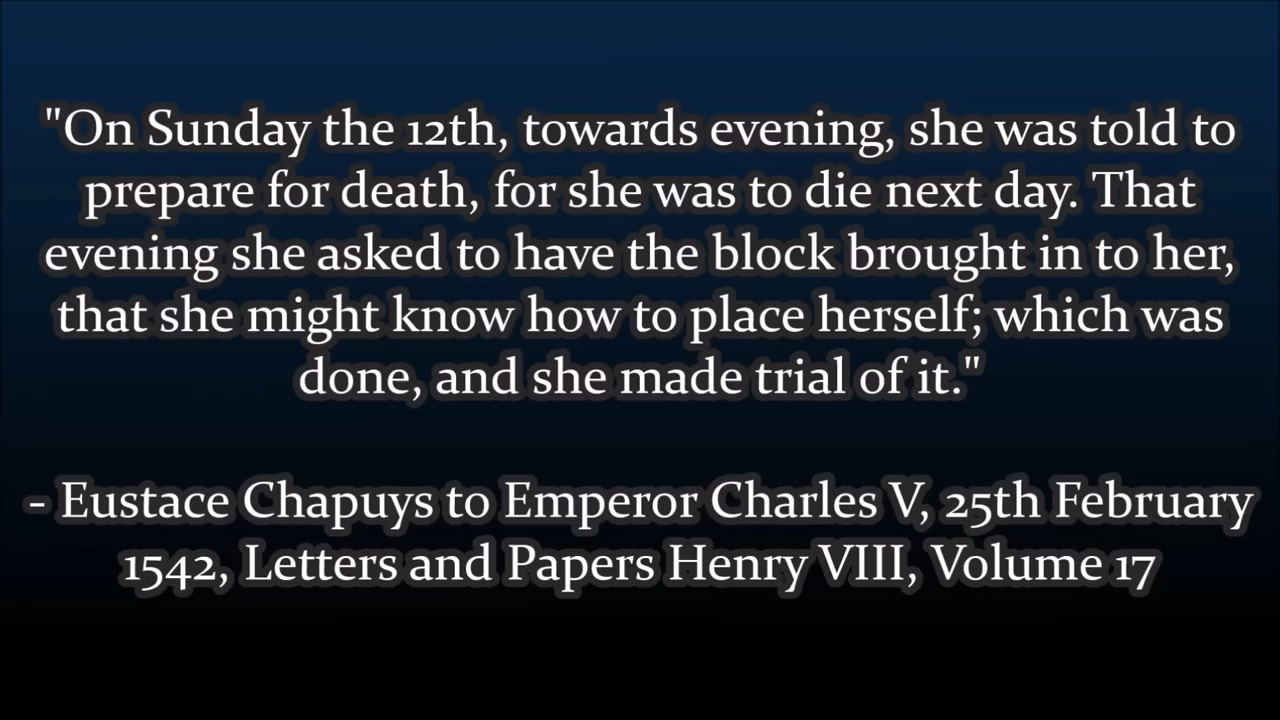 "On Sunday the 12th, towards evening, she was told to
prepare for death, for she was to die next day. That
evening she asked to have the block brought in to her,
that she might know how to place herself; which was
done, and she made trial of it."
- Eustace Chapuys to Emperor Charles V, 25th February
1542, Letters and Papers Henry VIII, Volume 17